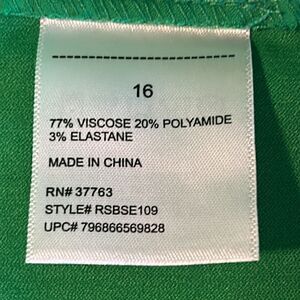 16
77% VISCOSE 20% POLYAMIDE
3% ELASTANE
MADE IN CHINA
RN# 37763
STYLE# RSBSE109
UPC# 796866569828